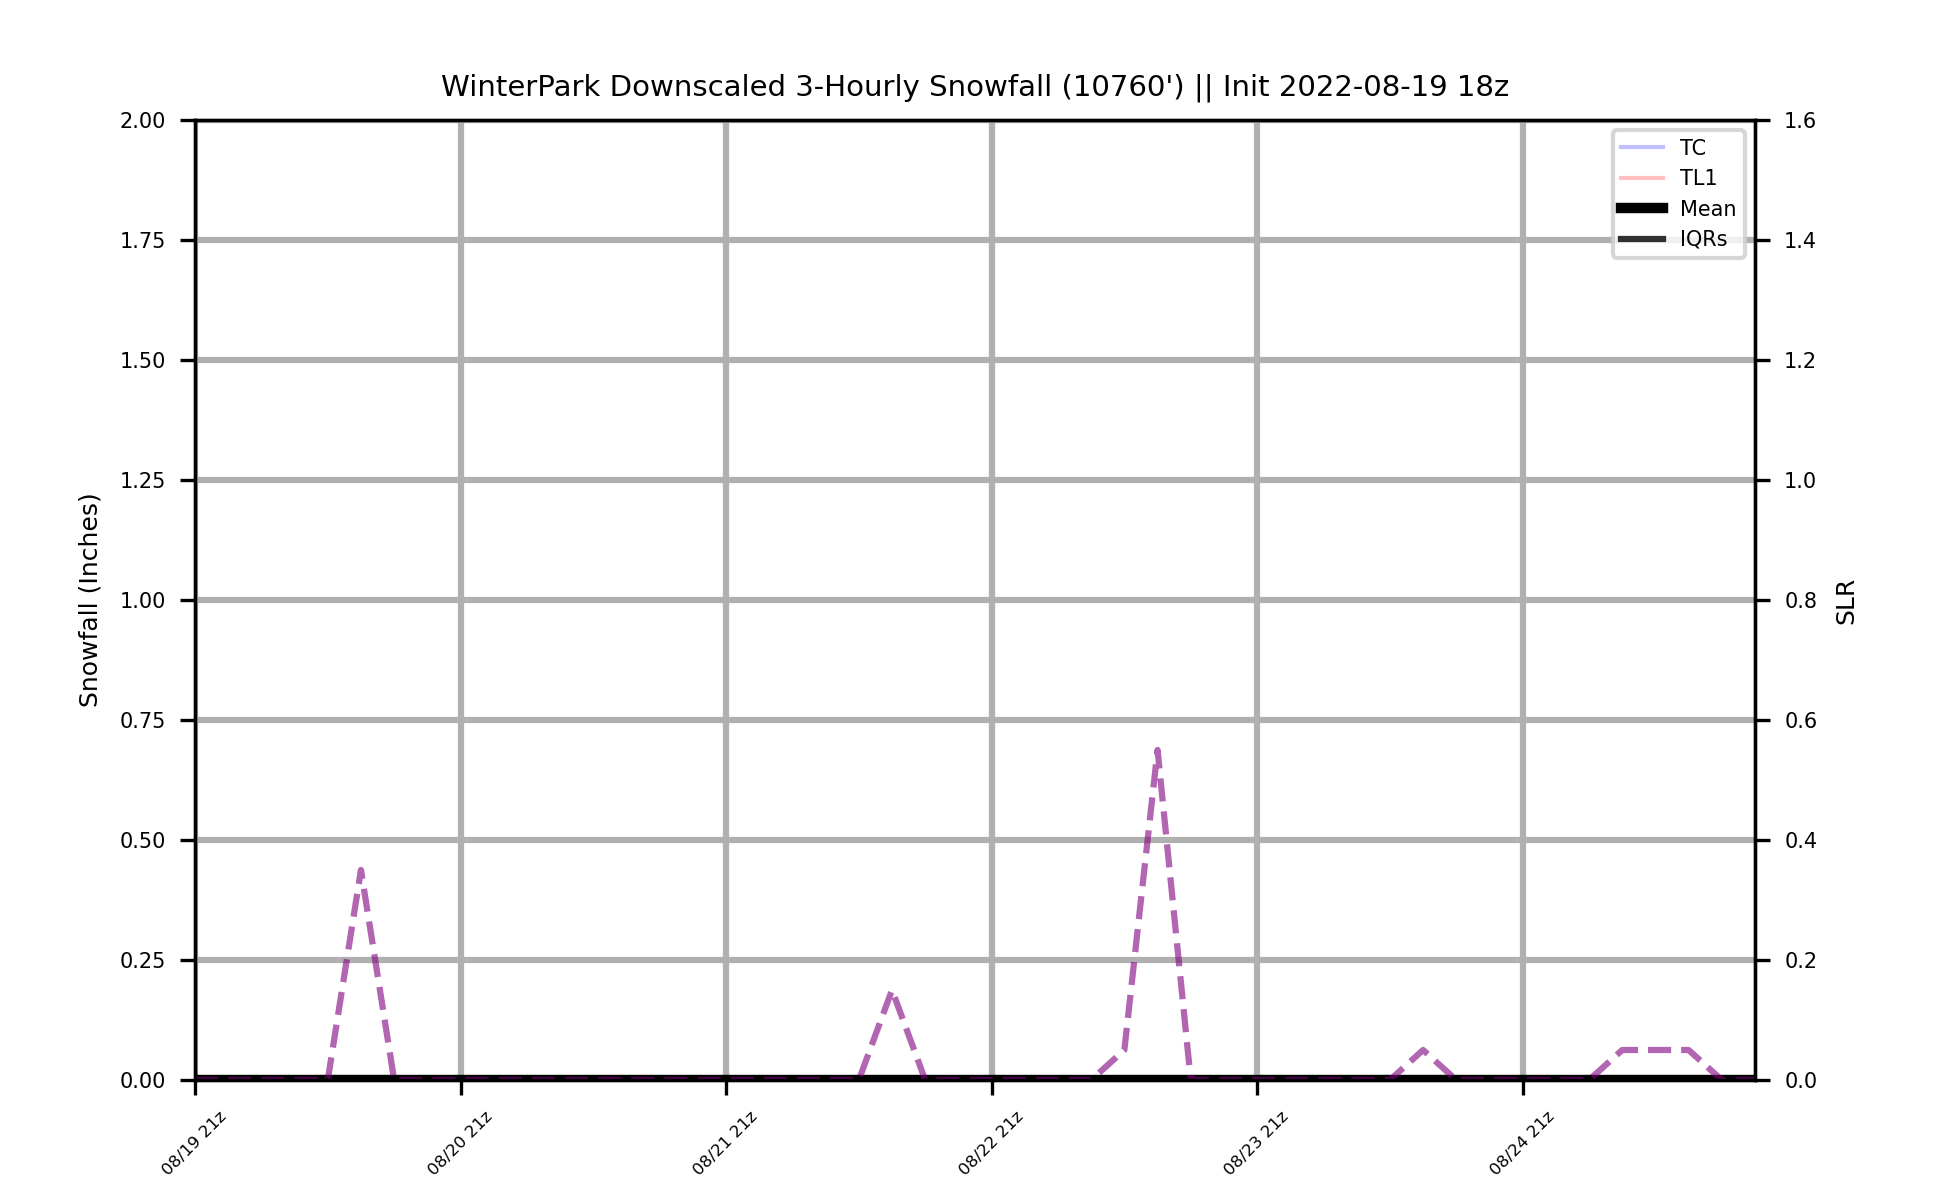 WinterPark Downscaled 3-Hourly Snowfall (10760') || Init 2022-08-19 18z
2.00
1.75
1.50
1.25
1.00
0.75
0.50
0.25
0.00
Snowfall (Inches)
1.6
1.4
1.2
1.0
0.8
0.6
0.4
0.2
0.0
SLR
TC
TL1
Mean
IQRs
08/19 21z
08/20 21z
08/21 21z
08/22 21z
08/23 21z
08/24 21z